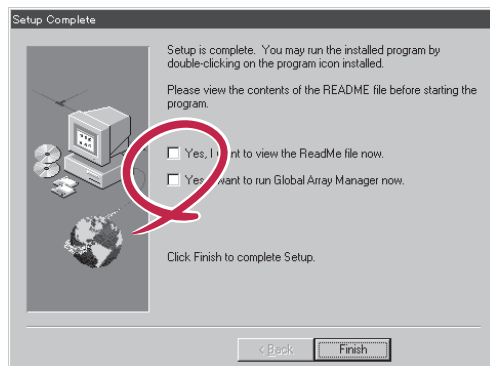 Setup Complete
Setup is complete. You may run the installed program by
double-clicking on the program icon installed.
Please view the contents of the README file before starting the
program.
Yes, I want to view the ReadMe file now.
Yes, I want to run Global Array Manager now.
Click Finish to complete Setup.
< Back
Finish